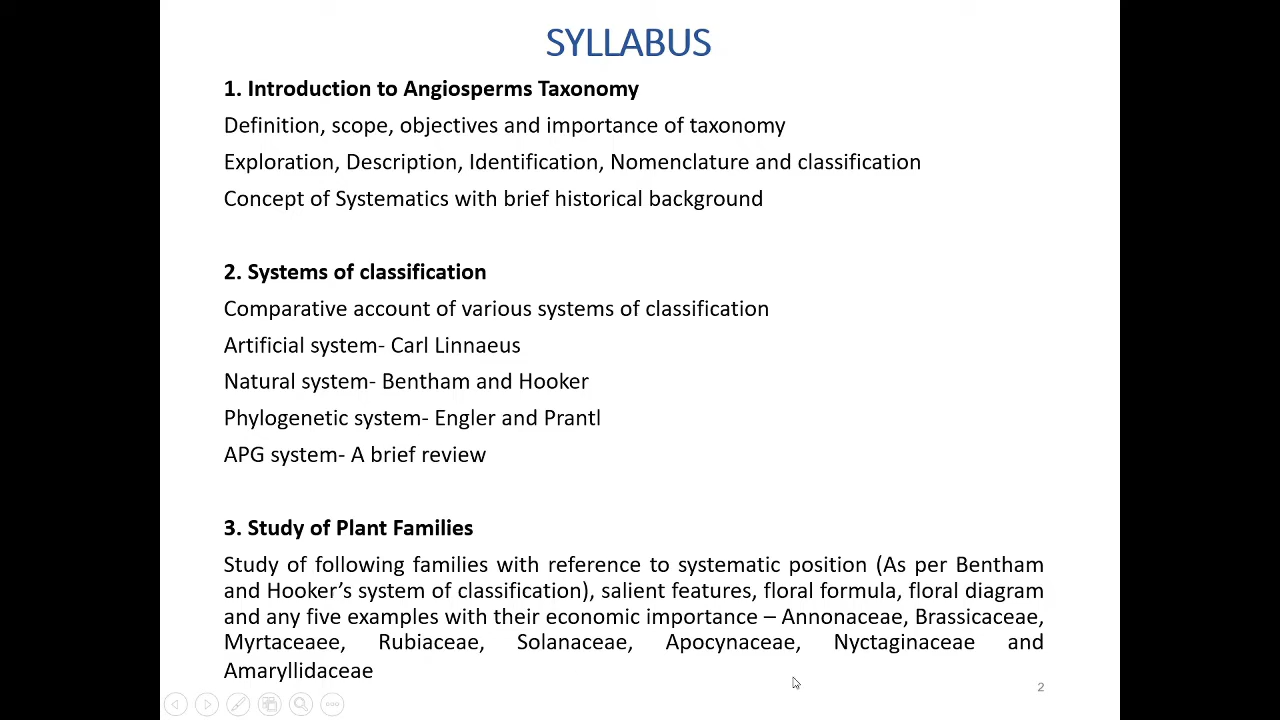 SYLLABUS
1. Introduction to Angiosperms Taxonomy
Definition, scope, objectives and importance of taxonomy
Exploration, Description, Identification, Nomenclature and classification
Concept of Systematics with brief historical background
2. Systems of classification
Comparative account of various systems of classification
Artificial system- Carl Linnaeus
Natural system- Bentham and Hooker
Phylogenetic system- Engler and Prantl
APG system- A brief review
3. Study of Plant Families
Study of following families with reference to systematic position (As per Bentham
and Hooker’s system of classification), salient features, floral formula, floral diagram
and any five examples with their economic importance – Annonaceae, Brassicaceae,
Myrtaceaee, Rubiaceae, Solanaceae, Apocynaceae, Nyctaginaceae and
Amaryllidaceae
2